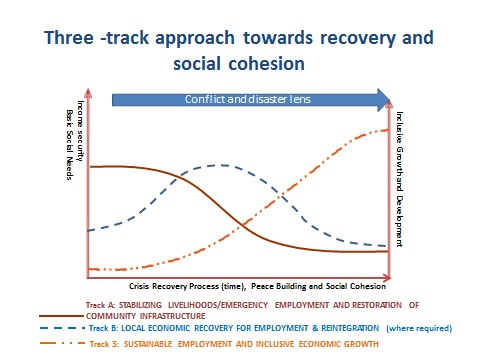 Three -track approach towards recovery and
social cohesion
Conflict and disaster lens
Income security
Basic Social Needs
Inclusive Growth and Development
Crisis Recovery Process (time), Peace Building and Social Cohesion
Track A: STABILIZING LIVELIHOODS/EMERGENCY EMPLOYMENT AND RESTORATION OF
COMMUNITY INFRASTRUCTURE
Track B: LOCAL ECONOMIC RECOVERY FOR EMPLOYMENT & REINTEGRATION (where required)
Track 3: SUSTAINABLE EMPLOYMENT AND INCLUSIVE ECONOMIC GROWTH